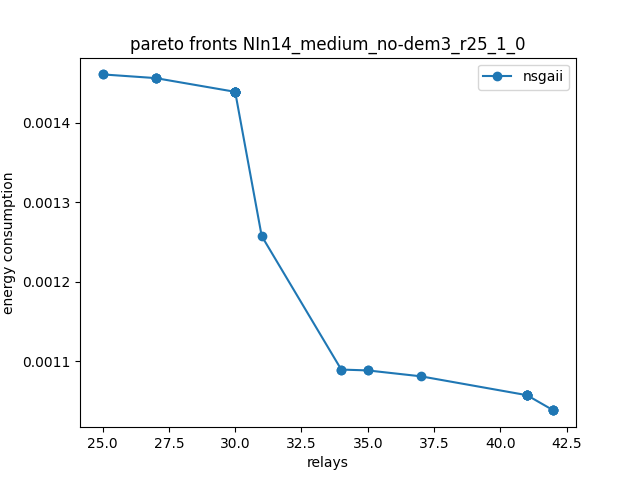 pareto fronts NIn14_medium_no-dem3_r25_1_0
nsgaii
energy consumption
0.0014
0.0013
0.0012
0.0011
25.0 27.5 30.0 32.5 35.0 37.5 40.0 42.5
relays